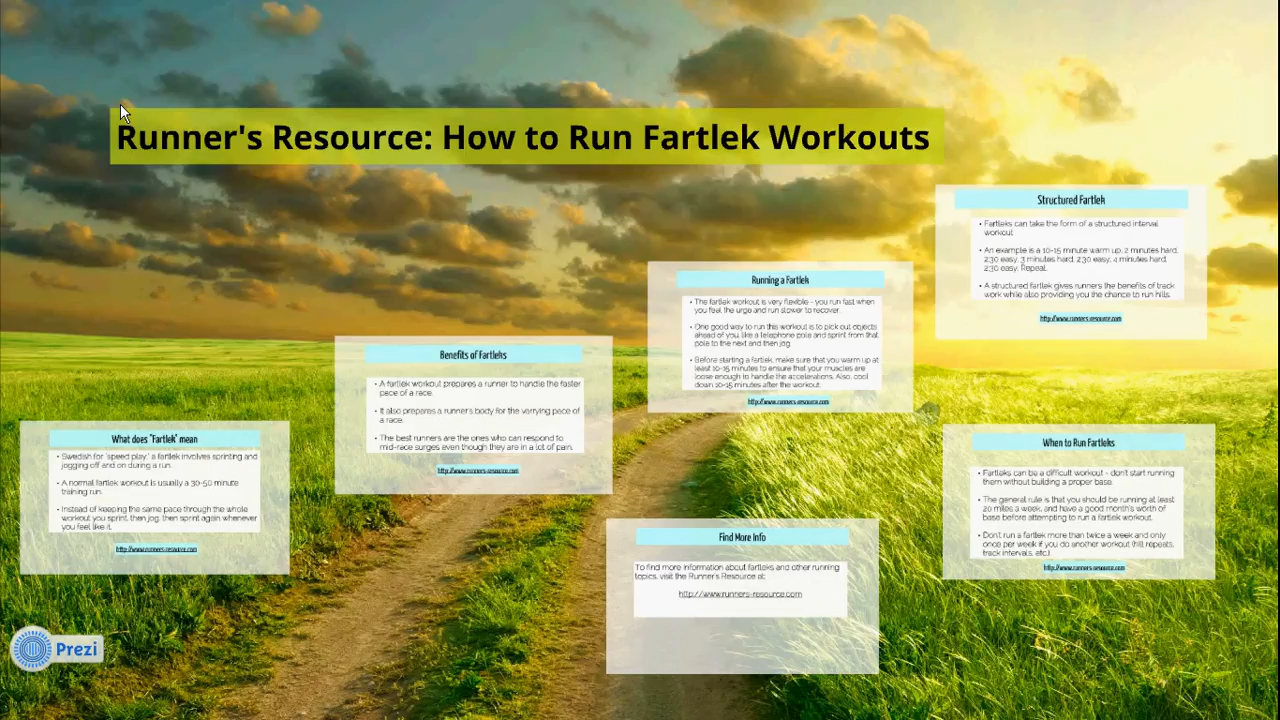 Runner's Resource: How to Run Fartlek Workouts
What does "Fartlek" mean
• Swedish for 'speed play,' a fartlek involves sprinting and
jogging off and on during a run.
• A normal fartlek workout is usually a 30-50 minute
training run.
• Instead of keeping the same pace through the whole
workout you sprint, then jog, then sprint again whenever
you feel like it.
http://www.runners-resource.com
Benefits of Fartleks
• A fartlek workout prepares a runner to handle the faster
pace of a race.
• It also prepares a runner's body for the varying pace of
a race.
• The best runners are the ones who can respond to
mid-race surges even though they are in a lot of pain.
http://www.runners-resource.com
Running a Fartlek
• The fartlek workout is very flexible - you run fast when
you feel the urge and run slower to recover.
• One good way to run this workout is to pick out objects
ahead of you, like a telephone pole and sprint from that
pole to the next and then jog.
• Before starting a fartlek, make sure that you warm up at
least 10-15 minutes to ensure that your muscles are
loose enough to handle the accelerations. Also, cool
down 10-15 minutes after the workout.
http://www.runners-resource.com
Structured Fartlek
• Fartleks can take the form of a structured interval
workout
• An example is a 10-15 minute warm up, 2 minutes hard,
2:30 easy, 3 minutes hard, 2:30 easy, 4 minutes hard,
2:30 easy. Repeat.
• A structured fartlek gives runners the benefits of track
work while also providing you the chance to run hills.
http://www.runners-resource.com
When to Run Fartleks
• Fartleks can be a difficult workout - don't start running
them without building a proper base.
• The general rule is that you should be running at least
20 miles a week, and have a good month's worth of
base before attempting to run a fartlek workout.
• Don't run a fartlek more than twice a week and only
once per week if you do another workout (hill repeats,
track intervals, etc.)
http://www.runners-resource.com
Find More Info
To find more information about fartleks and other running
topics, visit the Runner's Resource at:
http://www.runners-resource.com
Prezi